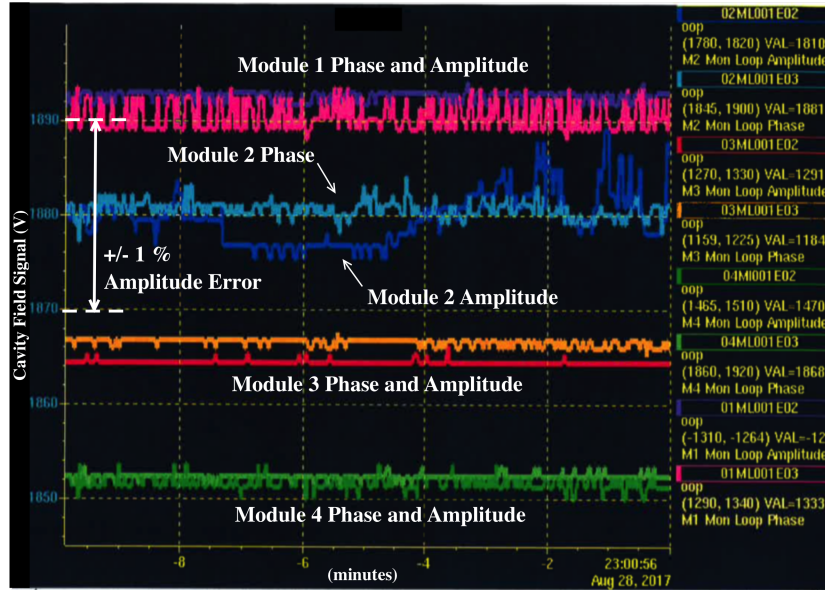 Module 1 Phase and Amplitude
1890
Module 2 Phase
1880
+/- 1 %
Amplitude Error
Module 2 Amplitude
1870
Module 3 Phase and Amplitude
1860
1850
Module 4 Phase and Amplitude
Cavity Field Signal (V)
-8
-6
-4
-2
23:00:56
(minutes)
Aug 28, 2017
02ML001E02
oop
(1780, 1820) VAL=1810
M2 Mon Loop Amplitude
02ML001E03
oop
(1845, 1900) VAL=1881
M2 Mon Loop Phase
03ML001E02
oop
(1270, 1330) VAL=1291
M3 Mon Loop Amplitude
03ML001E03
oop
(1159, 1225) VAL=1184
M3 Mon Loop Phase
04Ml001E02
oop
(1465, 1510) VAL=1470
M4 Mon Loop Amplitude
04ML001E03
oop
(1860, 1920) VAL=1868
M4 Mon Loop Phase
01ML001E02
oop
(-1310, -1264) VAL=-12
M1 Mon Loop Amplitude
01ML001E03
oop
(1290, 1340) VAL=1333
M1 Mon Loop Phase